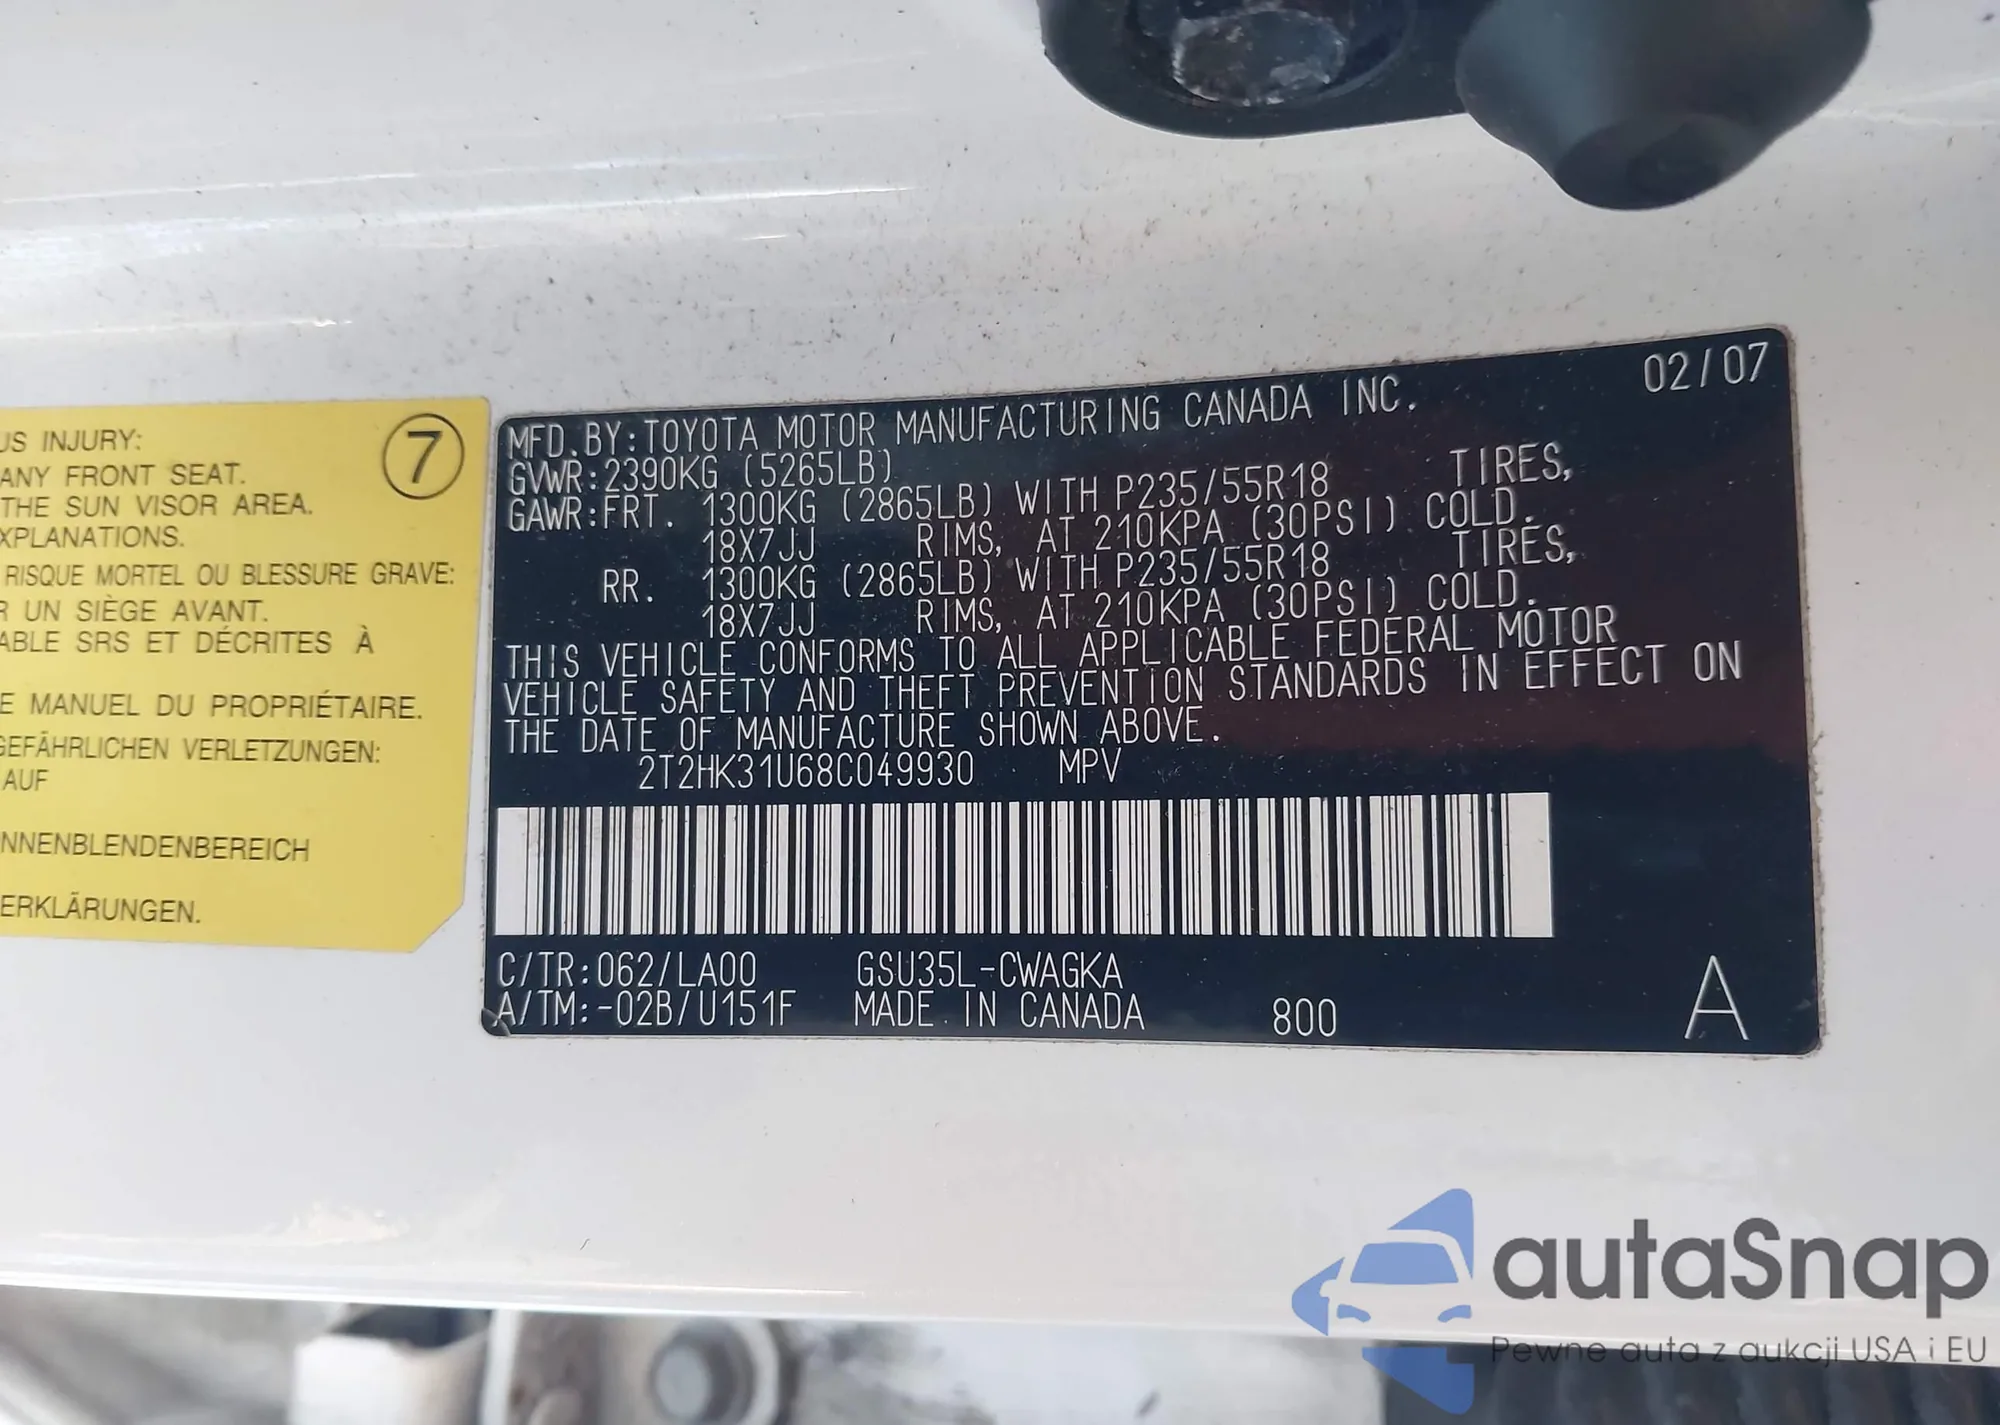 US INJURY:
ANY FRONT SEAT.
THE SUN VISOR AREA.
XPLANATIONS.
RISQUE MORTEL OU BLESSURE GRAVE:
R UN SIÈGE AVANT.
ABLE SRS ET DÉCRITES À
E MANUEL DU PROPRIÉTAIRE.
GEFÄHRLICHEN VERLETZUNGEN:
AUF
NNENBLENDENBEREICH
ERKLÄRUNGEN.
7
02/07
MFD.BY:TOYOTA MOTOR MANUFACTURING CANADA INC.
GVWR:2390KG (5265LB)
GAWR:FRT. 1300KG (2865LB) WITH P235/55R18 TIRES,
18X7JJ RIMS, AT 210KPA (30PSI) COLD.
RR. 1300KG (2865LB) WITH P235/55R18 TIRES,
18X7JJ RIMS, AT 210KPA (30PSI) COLD.
THIS VEHICLE CONFORMS TO ALL APPLICABLE FEDERAL MOTOR
VEHICLE SAFETY AND THEFT PREVENTION STANDARDS IN EFFECT ON
THE DATE OF MANUFACTURE SHOWN ABOVE.
2T2HK31U68C049930 MPV
C/TR:062/LA00 GSU35L-CWAGKA
A/TM:-02B/U151F MADE IN CANADA 800 A
autaSnap
Pewne auta z aukcji USA i EU